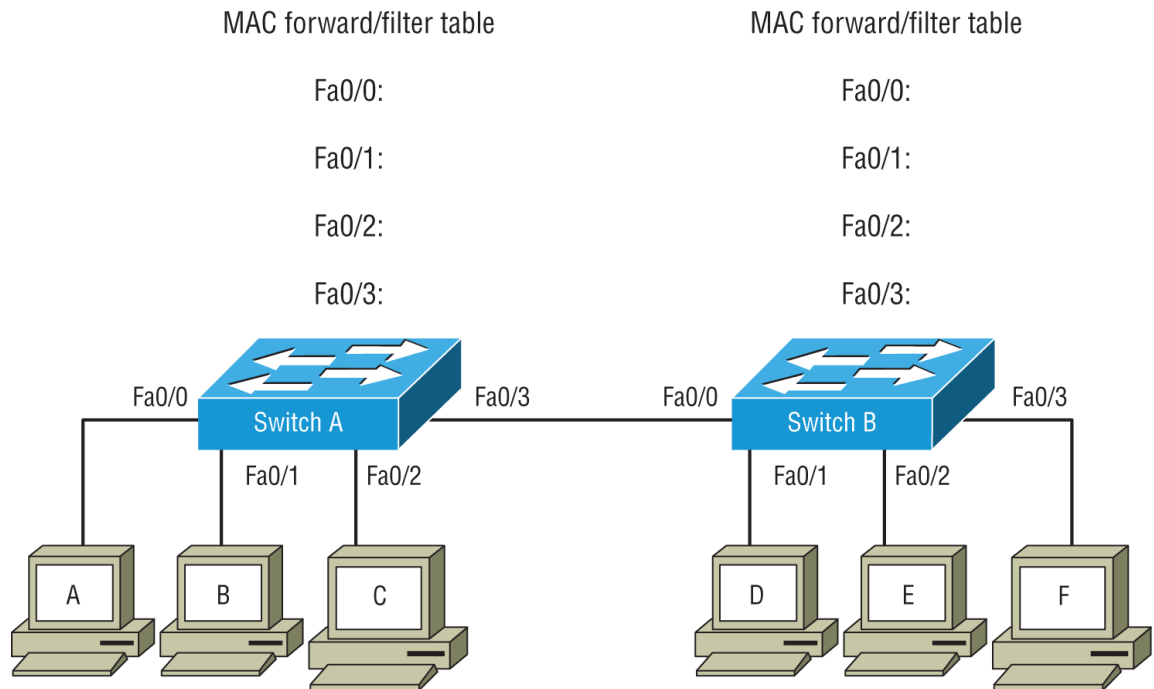 MAC forward/filter table
Fa0/0:
Fa0/1:
Fa0/2:
Fa0/3:
MAC forward/filter table
Fa0/0:
Fa0/1:
Fa0/2:
Fa0/3:
Fa0/0
Switch A
Fa0/3
Fa0/1
Fa0/2
Fa0/0
Switch B
Fa0/3
Fa0/1
Fa0/2
A
B
C
D
E
F